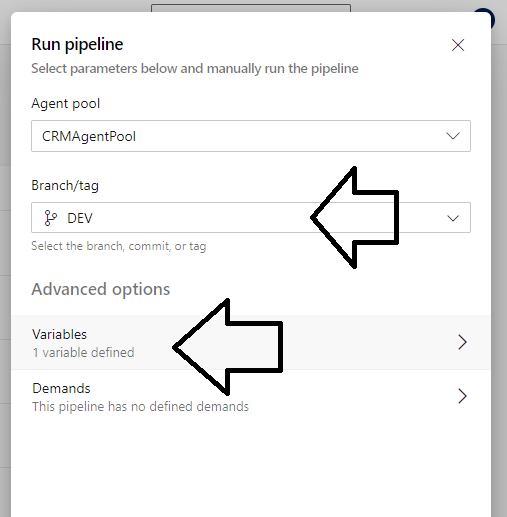 Run pipeline
Select parameters below and manually run the pipeline
Agent pool
CRMAgentPool
Branch/tag
DEV
Select the branch, commit, or tag
Advanced options
Variables
1 variable defined
Demands
This pipeline has no defined demands